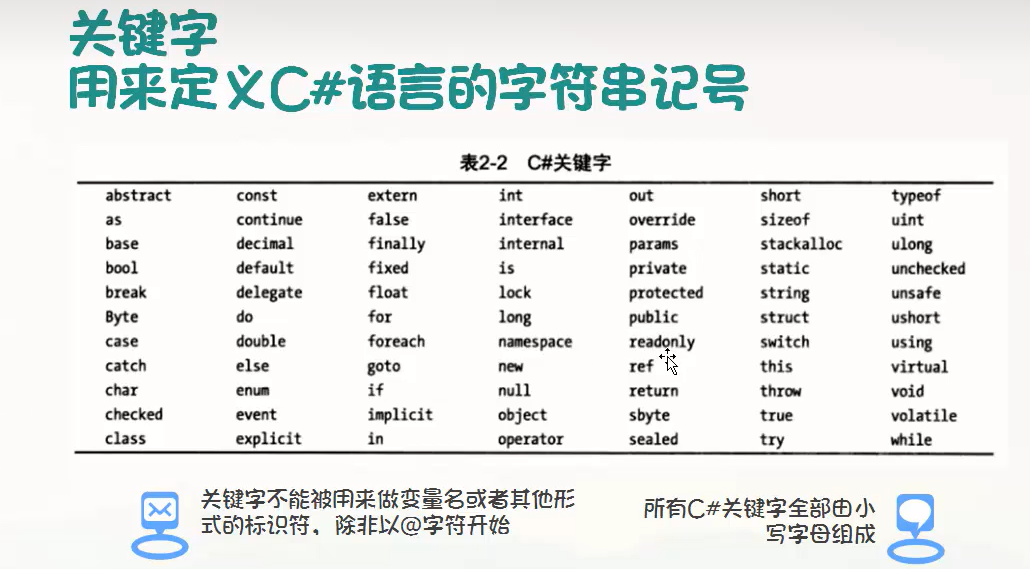 关键字
用来定义C#语言的字符串记号
表2-2 C#关键字
abstract const extern int out short typeof
as continue false interface override sizeof uint
base decimal finally internal params stackalloc ulong
bool default fixed is private static unchecked
break delegate float lock protected string unsafe
Byte do for long public struct ushort
case double foreach namespace readonly switch using
catch else goto new ref this virtual
char enum if null return throw void
checked event implicit object sbyte true volatile
class explicit in operator sealed try while
关键字不能被用来做变量名或者其他形
式的标识符，除非以@字符开始
所有C#关键字全部由小
写字母组成